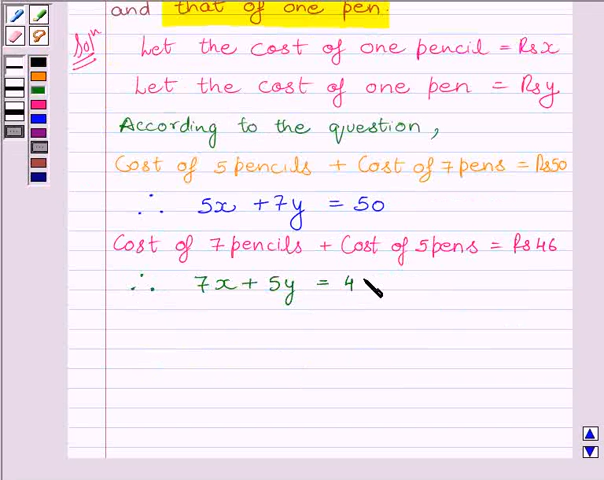 and that of one pen.
Solⁿ Let the cost of one pencil = Rs x
Let the cost of one pen = Rs y
According to the question,
Cost of 5 pencils + Cost of 7 pens = Rs 50
∴ 5x + 7y = 50
Cost of 7 pencils + Cost of 5 pens = Rs 46
∴ 7x + 5y = 4